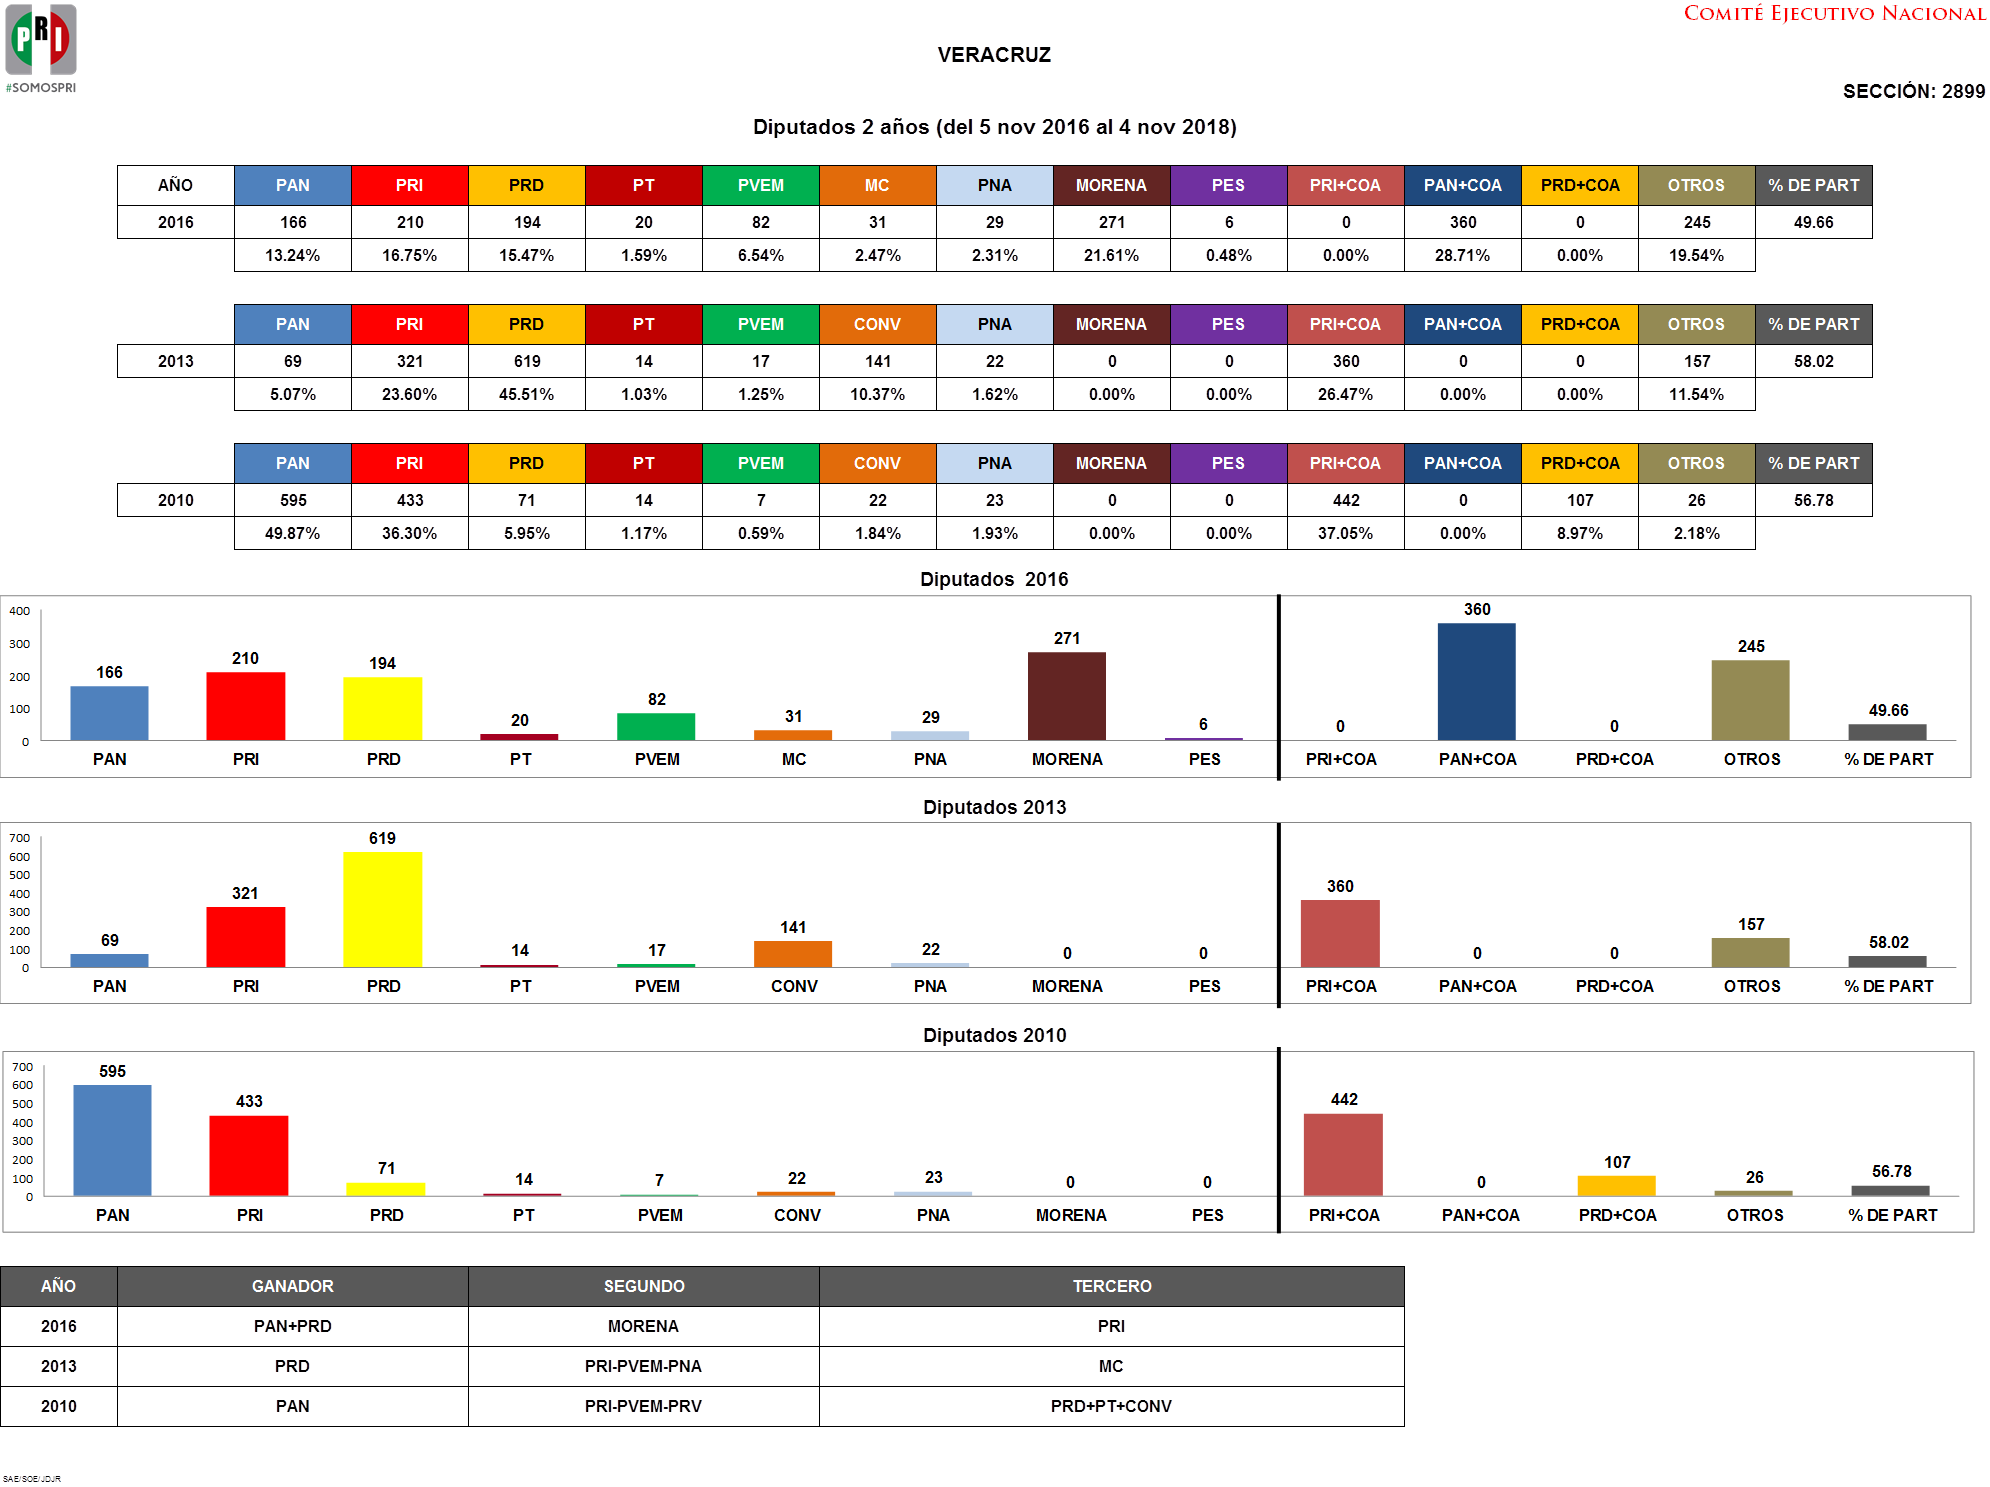 PRI
#SOMOSPRI
COMITÉ EJECUTIVO NACIONAL
VERACRUZ
SECCIÓN: 2899
Diputados 2 años (del 5 nov 2016 al 4 nov 2018)
AÑO PAN PRI PRD PT PVEM MC PNA MORENA PES PRI+COA PAN+COA PRD+COA OTROS % DE PART
2016 166 210 194 20 82 31 29 271 6 0 360 0 245 49.66
13.24% 16.75% 15.47% 1.59% 6.54% 2.47% 2.31% 21.61% 0.48% 0.00% 28.71% 0.00% 19.54%
PAN PRI PRD PT PVEM CONV PNA MORENA PES PRI+COA PAN+COA PRD+COA OTROS % DE PART
2013 69 321 619 14 17 141 22 0 0 360 0 0 157 58.02
5.07% 23.60% 45.51% 1.03% 1.25% 10.37% 1.62% 0.00% 0.00% 26.47% 0.00% 0.00% 11.54%
PAN PRI PRD PT PVEM CONV PNA MORENA PES PRI+COA PAN+COA PRD+COA OTROS % DE PART
2010 595 433 71 14 7 22 23 0 0 442 0 107 26 56.78
49.87% 36.30% 5.95% 1.17% 0.59% 1.84% 1.93% 0.00% 0.00% 37.05% 0.00% 8.97% 2.18%
Diputados 2016
400
300
200
100
0
166 210 194 20 82 31 29 271 6 0 360 0 245 49.66
PAN PRI PRD PT PVEM MC PNA MORENA PES PRI+COA PAN+COA PRD+COA OTROS % DE PART
Diputados 2013
700
600
500
400
300
200
100
0
69 321 619 14 17 141 22 0 0 360 0 0 157 58.02
PAN PRI PRD PT PVEM CONV PNA MORENA PES PRI+COA PAN+COA PRD+COA OTROS % DE PART
Diputados 2010
700
600
500
400
300
200
100
0
595 433 71 14 7 22 23 0 0 442 0 107 26 56.78
PAN PRI PRD PT PVEM CONV PNA MORENA PES PRI+COA PAN+COA PRD+COA OTROS % DE PART
AÑO GANADOR SEGUNDO TERCERO
2016 PAN+PRD MORENA PRI
2013 PRD PRI-PVEM-PNA MC
2010 PAN PRI-PVEM-PRV PRD+PT+CONV
SAE/SOE/JDJR